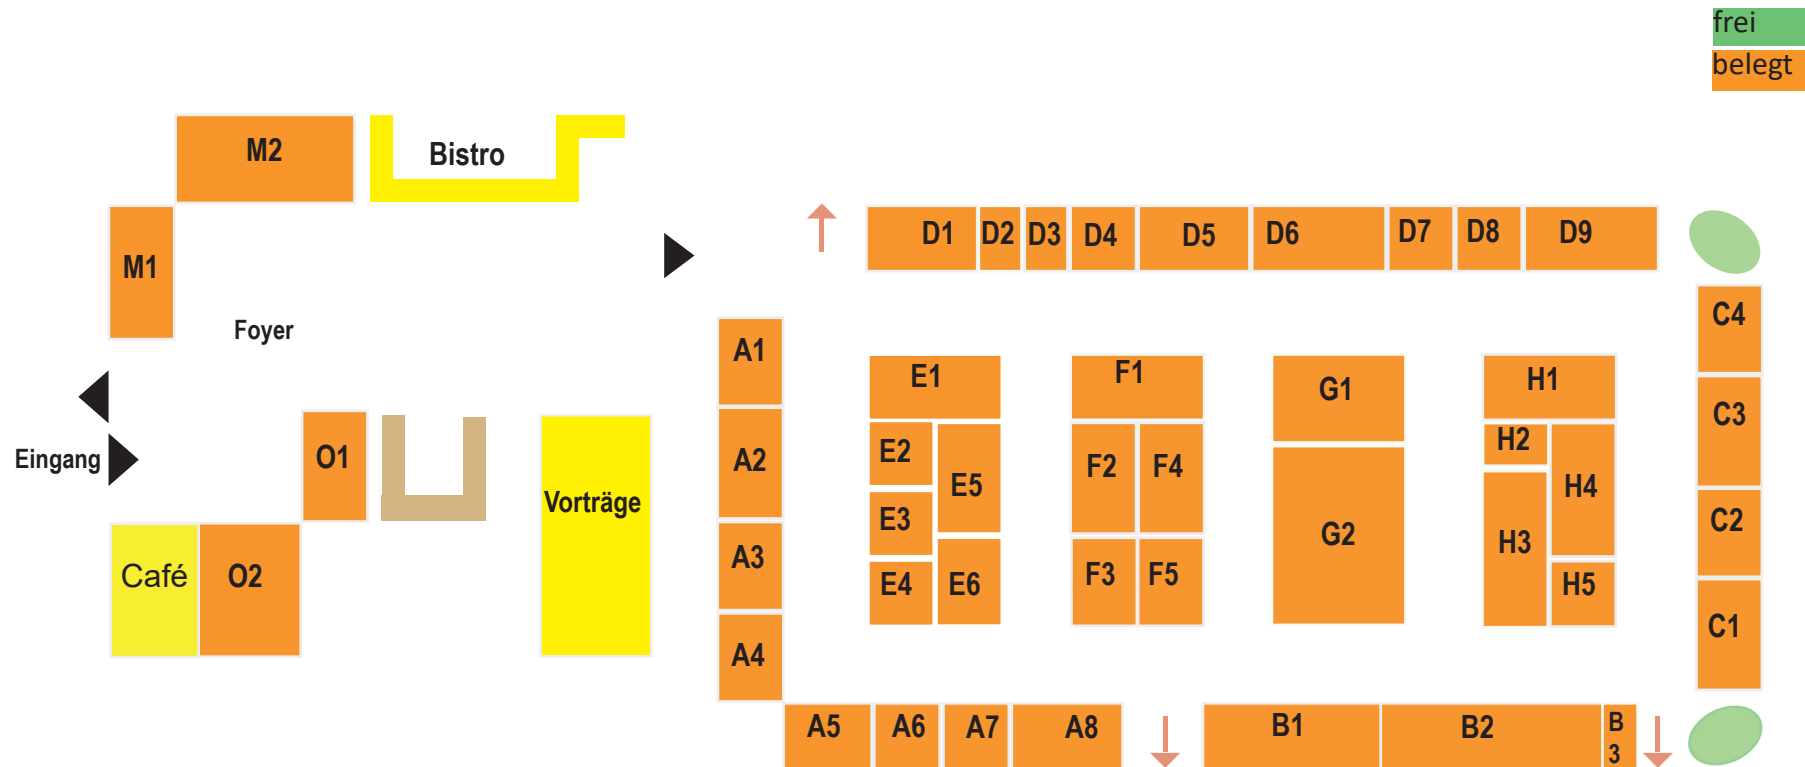 frei
belegt
M2
Bistro
M1
Foyer
D1 D2 D3 D4 D5 D6 D7 D8 D9
C4
C3
C2
C1
A1
A2
A3
A4
E1
E2
E5
E3
E4
E6
F1
F2 F4
F3 F5
G1
G2
H1
H2
H4
H3
H5
Eingang
O1
Vorträge
Café
O2
A5 A6 A7 A8
B1
B2
B
3